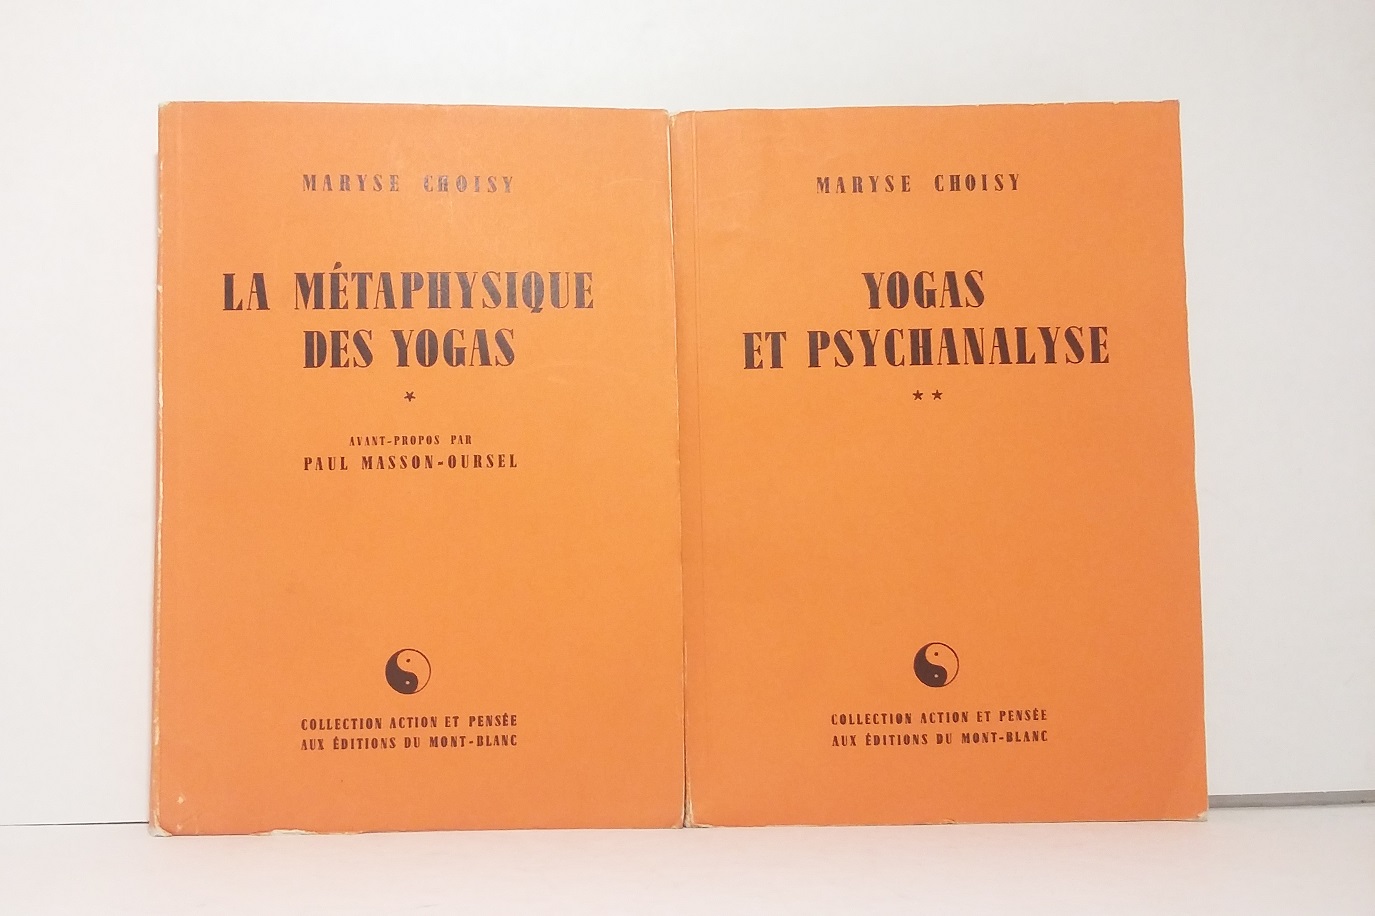 MARYSE CHOISY
LA MÉTAPHYSIQUE
DES YOGAS
*
AVANT-PROPOS PAR
PAUL MASSON-OURSEL
COLLECTION ACTION ET PENSÉE
AUX ÉDITIONS DU MONT-BLANC
MARYSE CHOISY
YOGAS
ET PSYCHANALYSE
**
COLLECTION ACTION ET PENSÉE
AUX ÉDITIONS DU MONT-BLANC